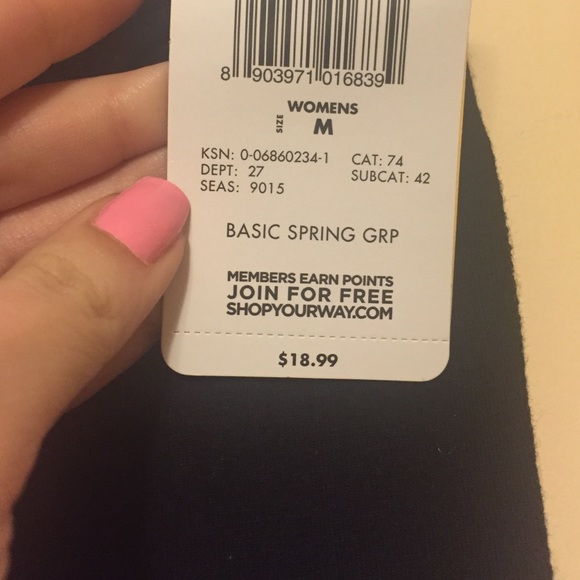 8 903971 016839
WOMENS
SIZE M
KSN: 0-06860234-1 CAT: 74
DEPT: 27 SUBCAT: 42
SEAS: 9015
BASIC SPRING GRP
MEMBERS EARN POINTS
JOIN FOR FREE
SHOPYOURWAY.COM
$18.99